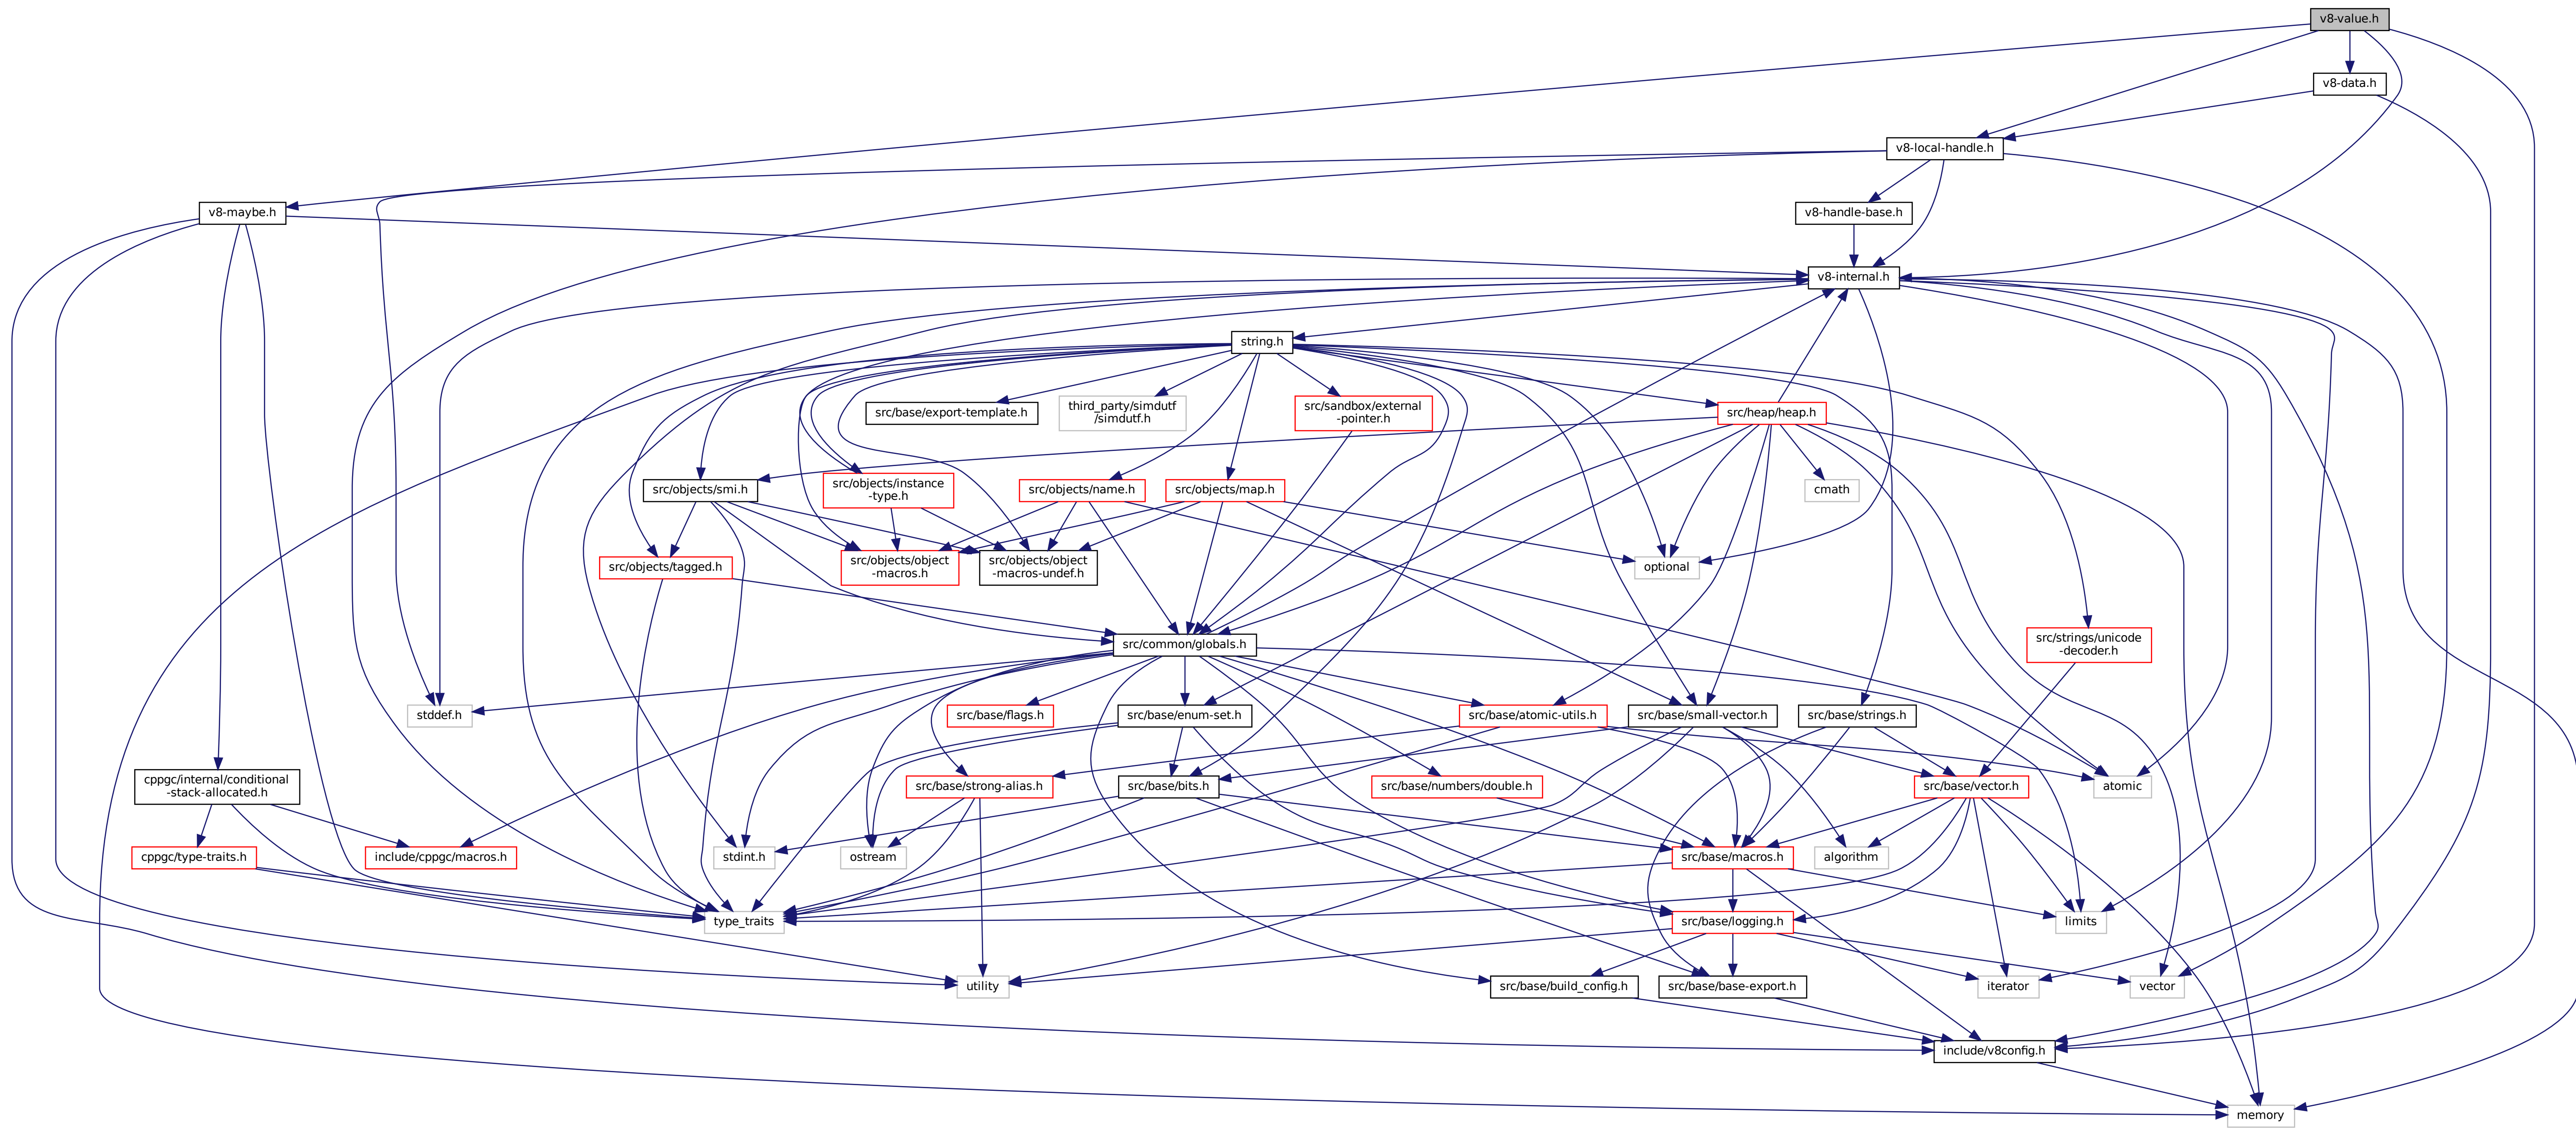 v8-value.h
v8-data.h
v8-local-handle.h
v8-maybe.h
v8-handle-base.h
v8-internal.h
string.h
src/base/export-template.h
third_party/simdutf
/simdutf.h
src/sandbox/external
-pointer.h
src/heap/heap.h
src/objects/smi.h
src/objects/instance
-type.h
src/objects/name.h
src/objects/map.h
cmath
src/objects/tagged.h
src/objects/object
-macros.h
src/objects/object
-macros-undef.h
optional
src/common/globals.h
src/strings/unicode
-decoder.h
stddef.h
src/base/flags.h
src/base/enum-set.h
src/base/atomic-utils.h
src/base/small-vector.h
src/base/strings.h
cppgc/internal/conditional
-stack-allocated.h
src/base/strong-alias.h
src/base/bits.h
src/base/numbers/double.h
src/base/vector.h
atomic
cppgc/type-traits.h
include/cppgc/macros.h
stdint.h
ostream
src/base/macros.h
algorithm
type_traits
src/base/logging.h
limits
utility
src/base/build_config.h
src/base/base-export.h
iterator
vector
include/v8config.h
memory